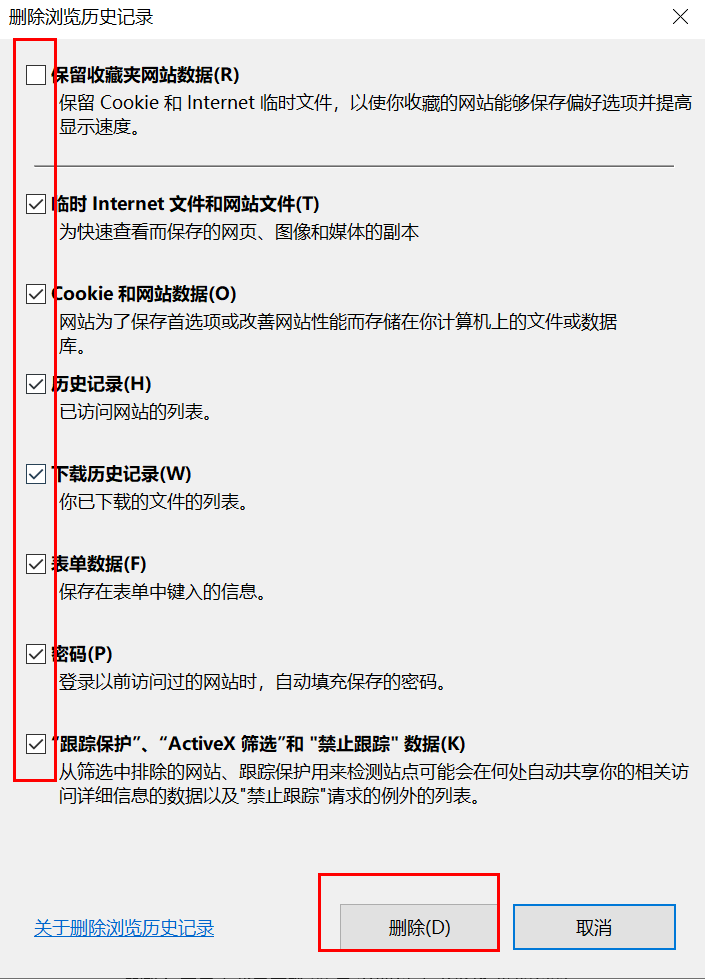 删除浏览历史记录
保留收藏夹网站数据(R)
保留 Cookie 和 Internet 临时文件，以使你收藏的网站能够保存偏好选项并提高
显示速度。
临时 Internet 文件和网站文件(T)
为快速查看而保存的网页、图像和媒体的副本
Cookie 和网站数据(O)
网站为了保存首选项或改善网站性能而存储在你计算机上的文件或数据
库。
历史记录(H)
已访问网站的列表。
下载历史记录(W)
你已下载的文件的列表。
表单数据(F)
保存在表单中键入的信息。
密码(P)
登录以前访问过的网站时，自动填充保存的密码。
“跟踪保护”、“ActiveX 筛选”和 "禁止跟踪" 数据(K)
从筛选中排除的网站、跟踪保护用来检测站点可能会在何处自动共享你的相关访
问详细信息的数据以及"禁止跟踪"请求的例外的列表。
关于删除浏览历史记录
删除(D)
取消